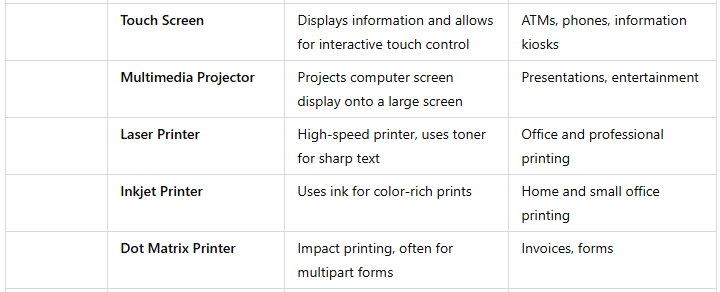 Touch Screen
Displays information and allows
for interactive touch control
ATMs, phones, information
kiosks
Multimedia Projector
Projects computer screen
display onto a large screen
Presentations, entertainment
Laser Printer
High-speed printer, uses toner
for sharp text
Office and professional
printing
Inkjet Printer
Uses ink for color-rich prints
Home and small office
printing
Dot Matrix Printer
Impact printing, often for
multipart forms
Invoices, forms